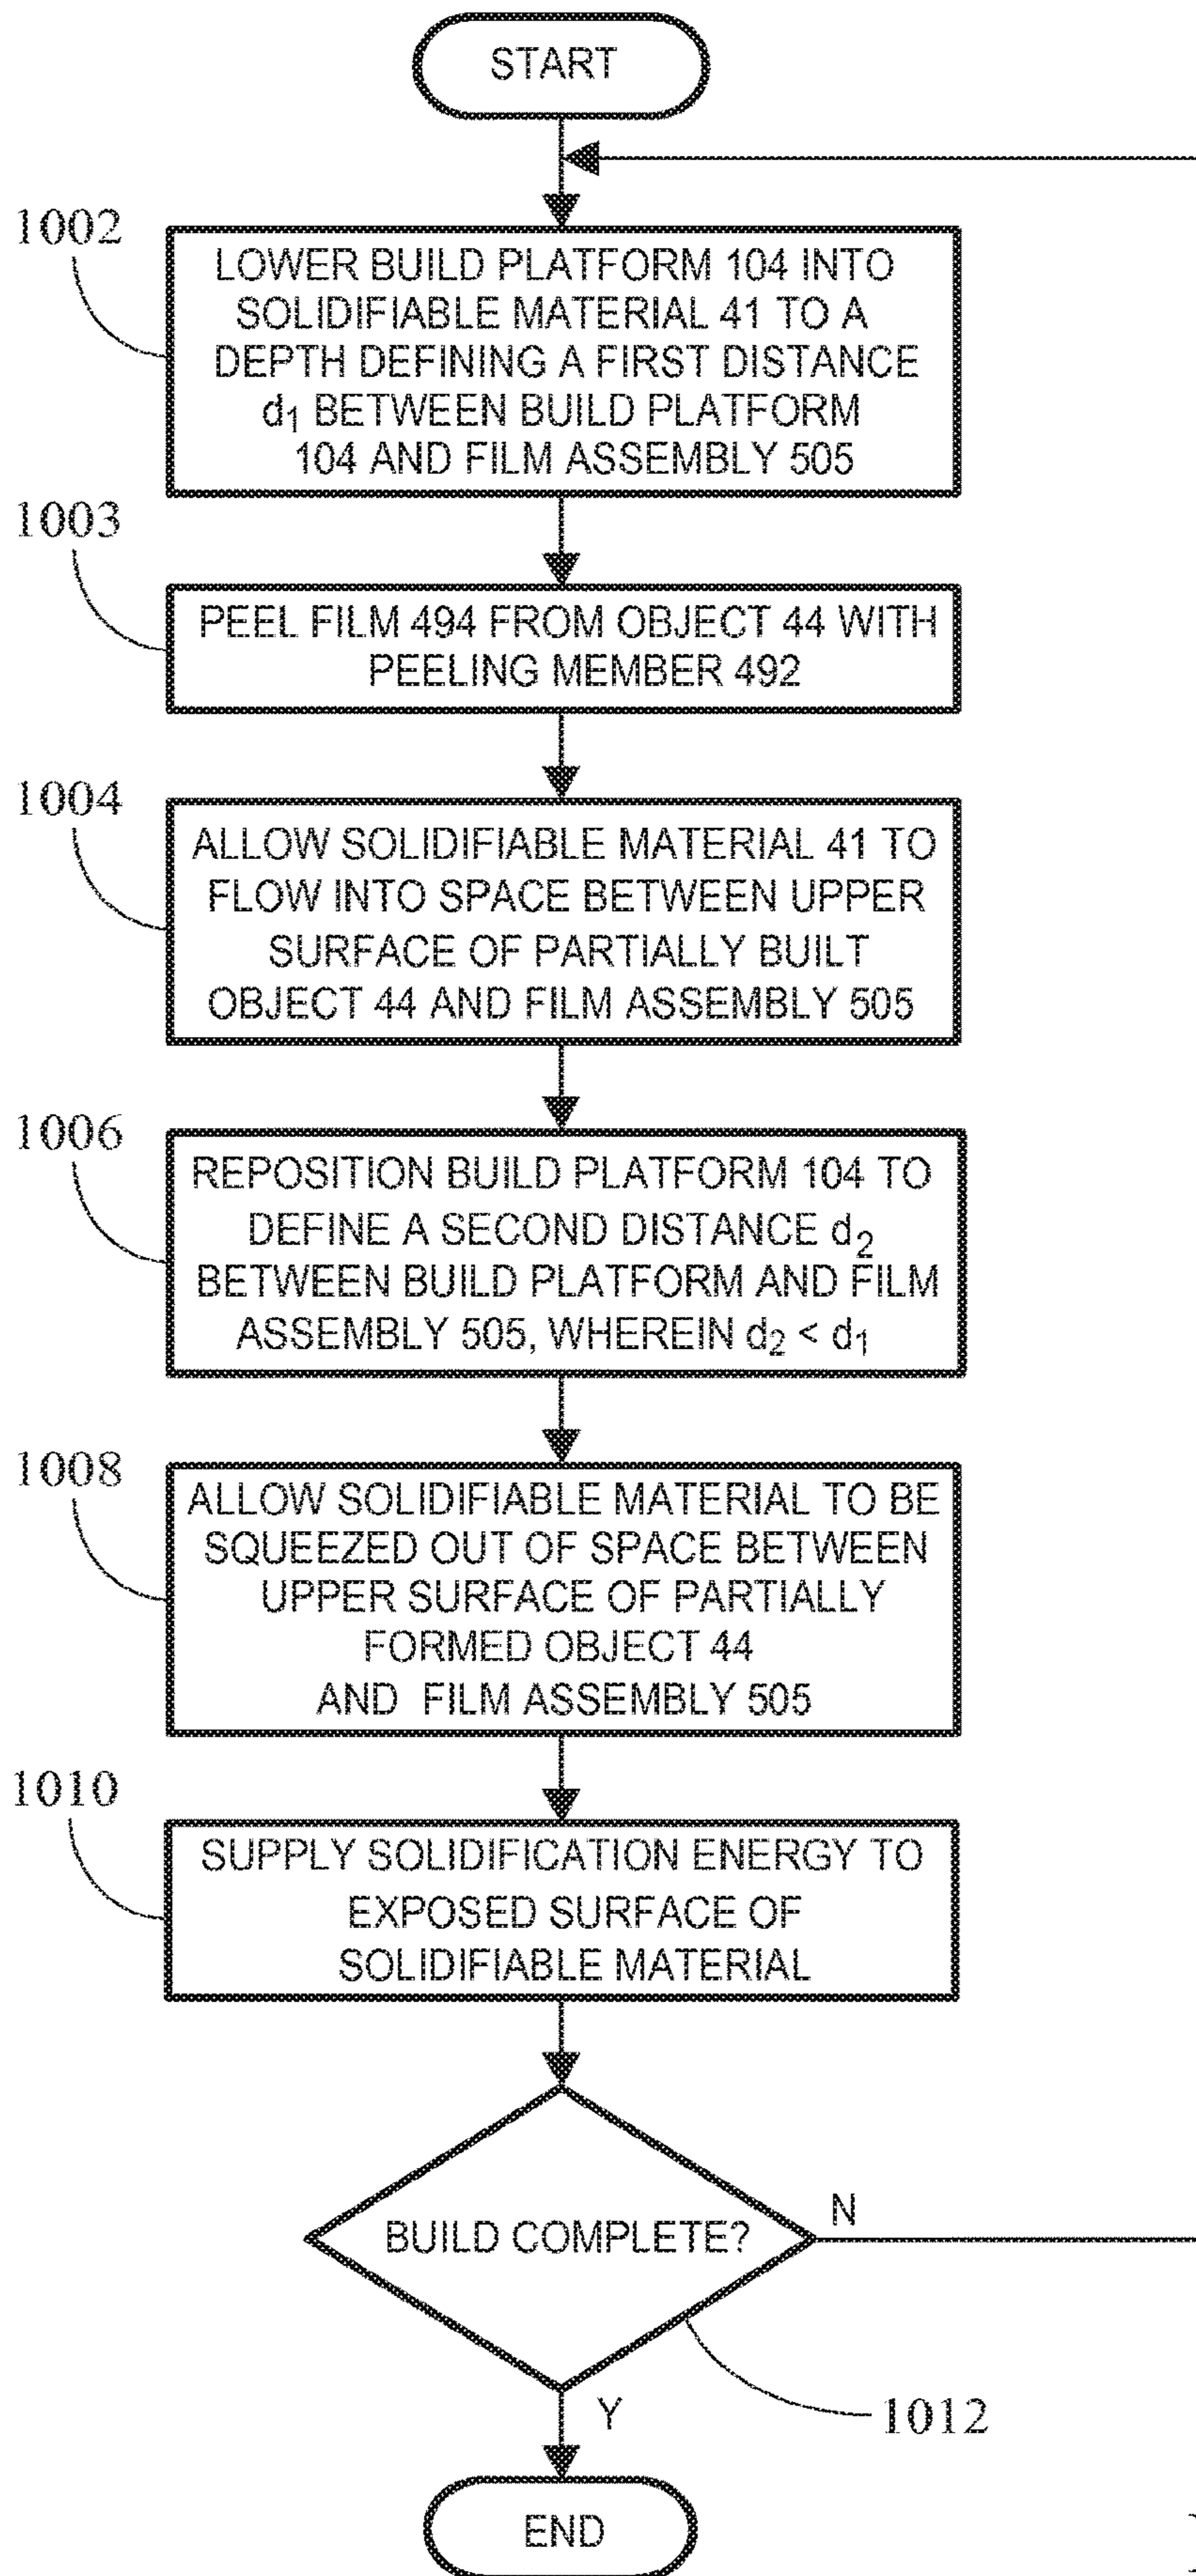 START
1002
LOWER BUILD PLATFORM 104 INTO
SOLIDIFIABLE MATERIAL 41 TO A
DEPTH DEFINING A FIRST DISTANCE
d₁ BETWEEN BUILD PLATFORM
104 AND FILM ASSEMBLY 505
1003
PEEL FILM 494 FROM OBJECT 44 WITH
PEELING MEMBER 492
1004
ALLOW SOLIDIFIABLE MATERIAL 41 TO
FLOW INTO SPACE BETWEEN UPPER
SURFACE OF PARTIALLY BUILT
OBJECT 44 AND FILM ASSEMBLY 505
1006
REPOSITION BUILD PLATFORM 104 TO
DEFINE A SECOND DISTANCE d₂
BETWEEN BUILD PLATFORM AND FILM
ASSEMBLY 505, WHEREIN d₂ < d₁
1008
ALLOW SOLIDIFIABLE MATERIAL TO BE
SQUEEZED OUT OF SPACE BETWEEN
UPPER SURFACE OF PARTIALLY
FORMED OBJECT 44
AND FILM ASSEMBLY 505
1010
SUPPLY SOLIDIFICATION ENERGY TO
EXPOSED SURFACE OF
SOLIDIFIABLE MATERIAL
BUILD COMPLETE?
N
Y
1012
END